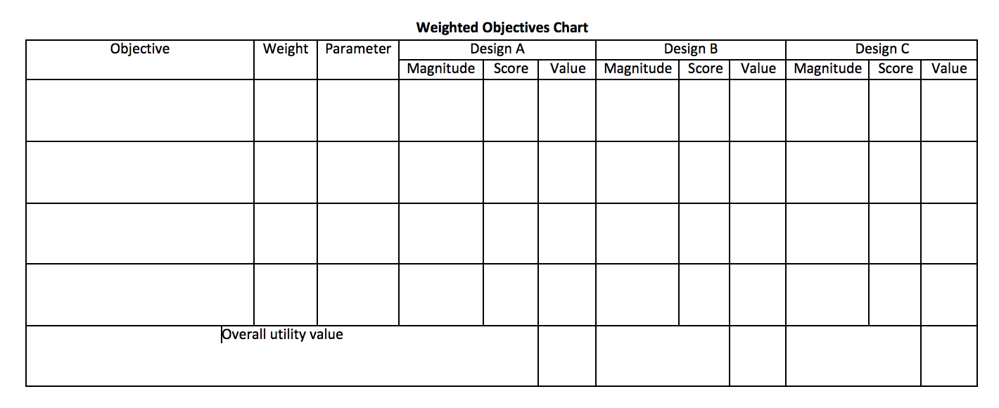 Weighted Objectives Chart
Objective Weight Parameter Design A Design B Design C
Magnitude Score Value Magnitude Score Value Magnitude Score Value
Overall utility value